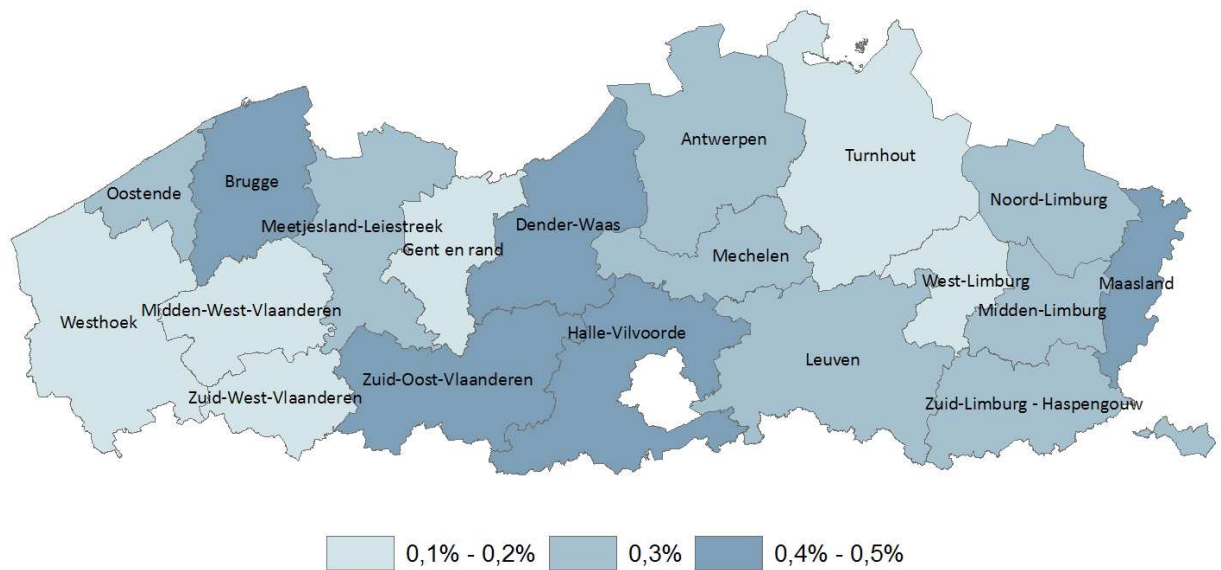 Antwerpen
Turnhout
Brugge
Oostende
Noord-Limburg
Meetjesland-Leiestreek
Dender-Waas
Gent en rand
Mechelen
West-Limburg
Maasland
Midden-West-Vlaanderen
Midden-Limburg
Westhoek
Halle-Vilvoorde
Leuven
Zuid-Oost-Vlaanderen
Zuid-West-Vlaanderen
Zuid-Limburg - Haspengouw
0,1% - 0,2%
0,3%
0,4% - 0,5%